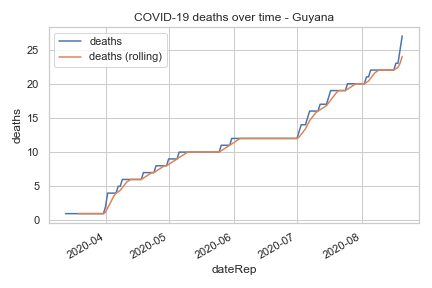 COVID-19 deaths over time - Guyana
deaths
deaths (rolling)
25
20
15
10
5
0
deaths
2020-04
2020-05
2020-06
2020-07
2020-08
dateRep